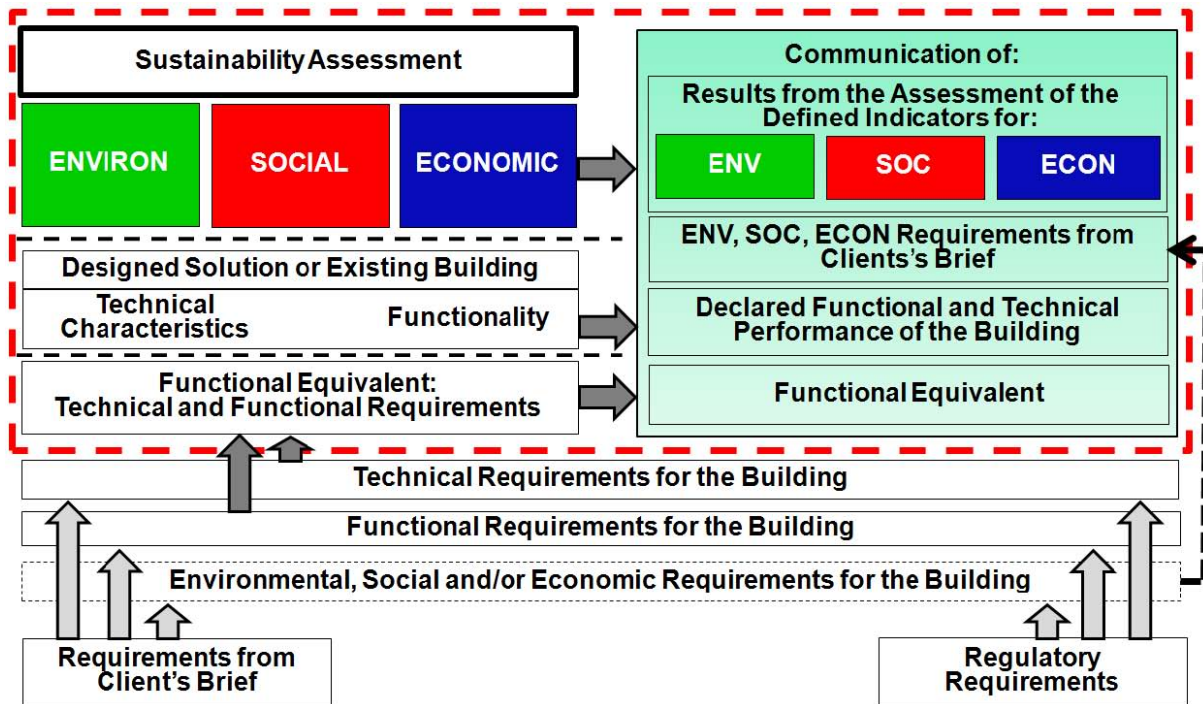 Sustainability Assessment
ENVIRON
SOCIAL
ECONOMIC
Designed Solution or Existing Building
Technical
Characteristics
Functionality
Functional Equivalent:
Technical and Functional Requirements
Communication of:
Results from the Assessment of the
Defined Indicators for:
ENV
SOC
ECON
ENV, SOC, ECON Requirements from
Clients's Brief
Declared Functional and Technical
Performance of the Building
Functional Equivalent
Technical Requirements for the Building
Functional Requirements for the Building
Environmental, Social and/or Economic Requirements for the Building
Requirements from
Client's Brief
Regulatory
Requirements